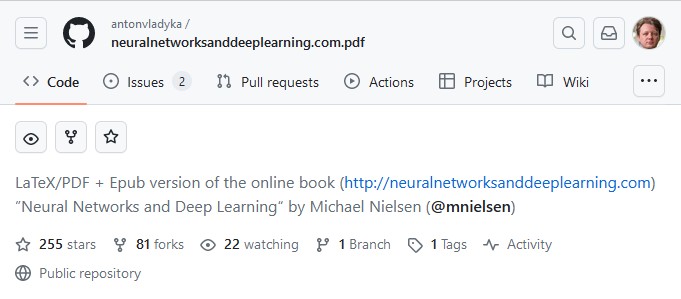 antonvladyka /
neuralnetworksanddeeplearning.com.pdf
Code Issues 2 Pull requests Actions Projects Wiki ...
LaTeX/PDF + Epub version of the online book (http://neuralnetworksanddeeplearning.com)
“Neural Networks and Deep Learning” by Michael Nielsen (@mnielsen)
255 stars 81 forks 22 watching 1 Branch 1 Tags Activity
Public repository